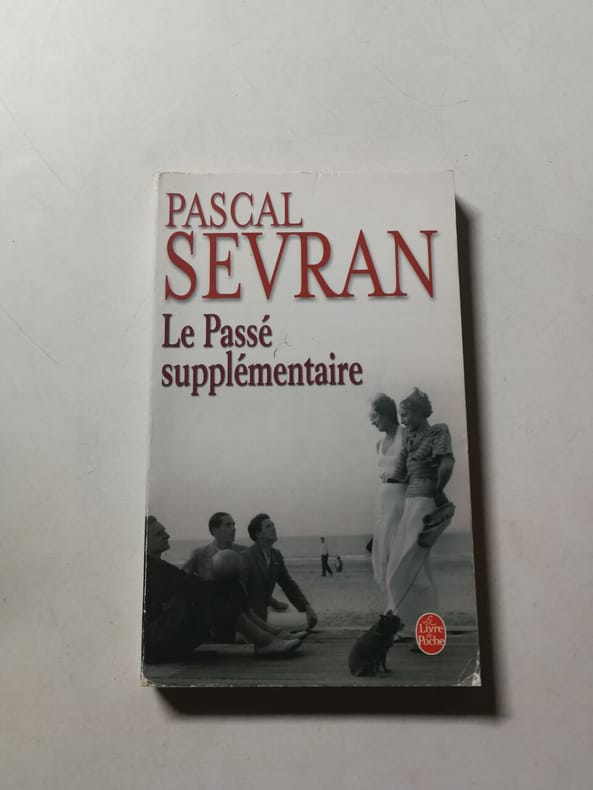 PASCAL
SEVRAN
Le Passé
supplémentaire
Le
Livre
de
Poche